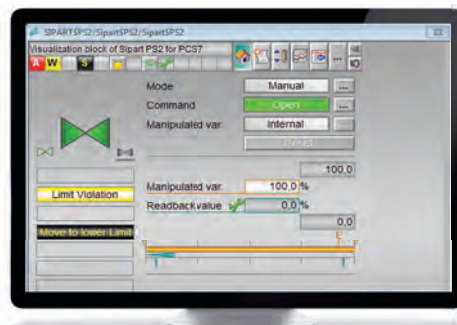 SIPARTSPS2/SipartSPS2/SipartSPS2
Visualization block of Sipart PS2 for PCS7
A W S
Mode Manual ...
Command Open ...
Manipulated var. Internal ...
100,0
Manipulated var. 100,0 %
Limit Violation
Readbackvalue 0,0 %
0,0
Move to lower Limit